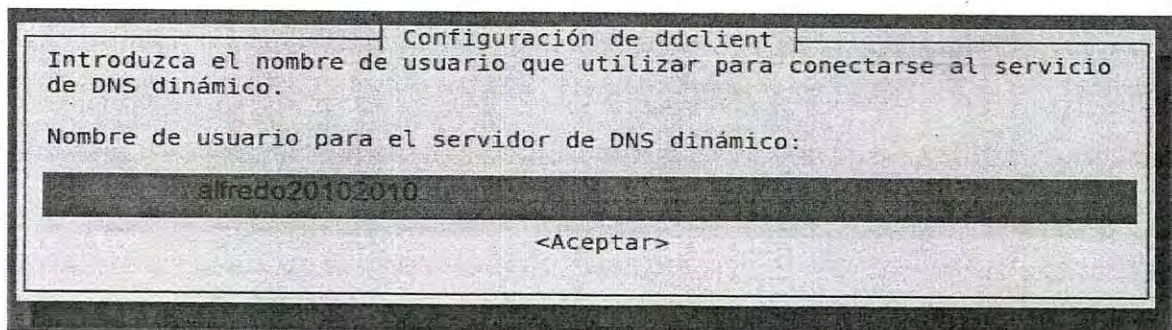 Configuración de ddclient
Introduzca el nombre de usuario que utilizar para conectarse al servicio
de DNS dinámico.
Nombre de usuario para el servidor de DNS dinámico:
alfredo20102010
<Aceptar>